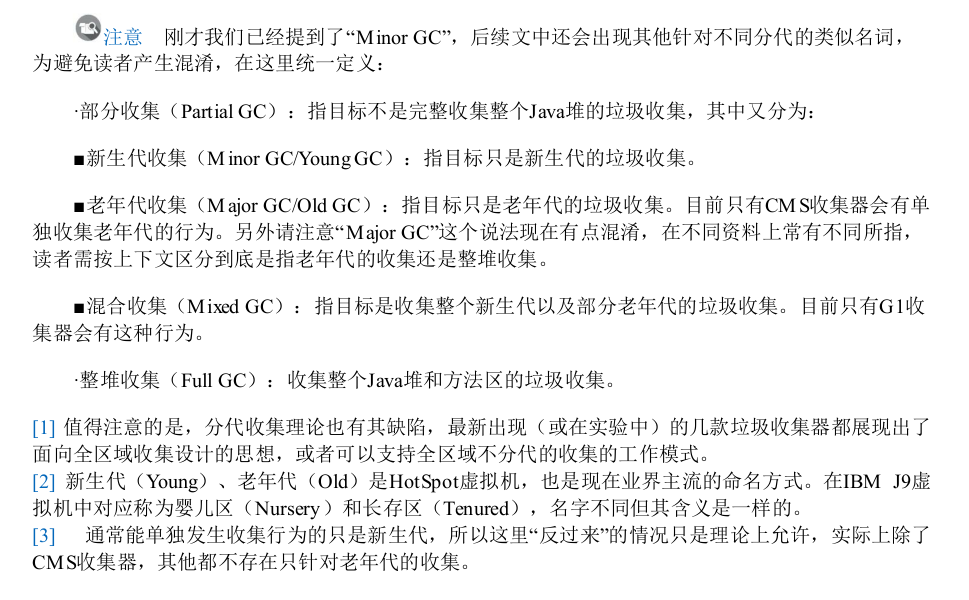 注意 刚才我们已经提到了“Minor GC”，后续文中还会出现其他针对不同分代的类似名词，
为避免读者产生混淆，在这里统一定义：
·部分收集（Partial GC）：指目标不是完整收集整个Java堆的垃圾收集，其中又分为：
■新生代收集（Minor GC/Young GC）：指目标只是新生代的垃圾收集。
■老年代收集（Major GC/Old GC）：指目标只是老年代的垃圾收集。目前只有CMS收集器会有单
独收集老年代的行为。另外请注意“Major GC”这个说法现在有点混淆，在不同资料上常有不同所指，
读者需按上下文区分到底是指老年代的收集还是整堆收集。
■混合收集（Mixed GC）：指目标是收集整个新生代以及部分老年代的垃圾收集。目前只有G1收
集器会有这种行为。
·整堆收集（Full GC）：收集整个Java堆和方法区的垃圾收集。
[1] 值得注意的是，分代收集理论也有其缺陷，最新出现（或在实验中）的几款垃圾收集器都展现出了
面向全区域收集设计的思想，或者可以支持全区域不分代的收集的工作模式。
[2] 新生代（Young）、老年代（Old）是HotSpot虚拟机，也是现在业界主流的命名方式。在IBM J9虚
拟机中对应称为婴儿区（Nursery）和长存区（Tenured），名字不同但其含义是一样的。
[3] 通常能单独发生收集行为的只是新生代，所以这里“反过来”的情况只是理论上允许，实际上除了
CMS收集器，其他都不存在只针对老年代的收集。